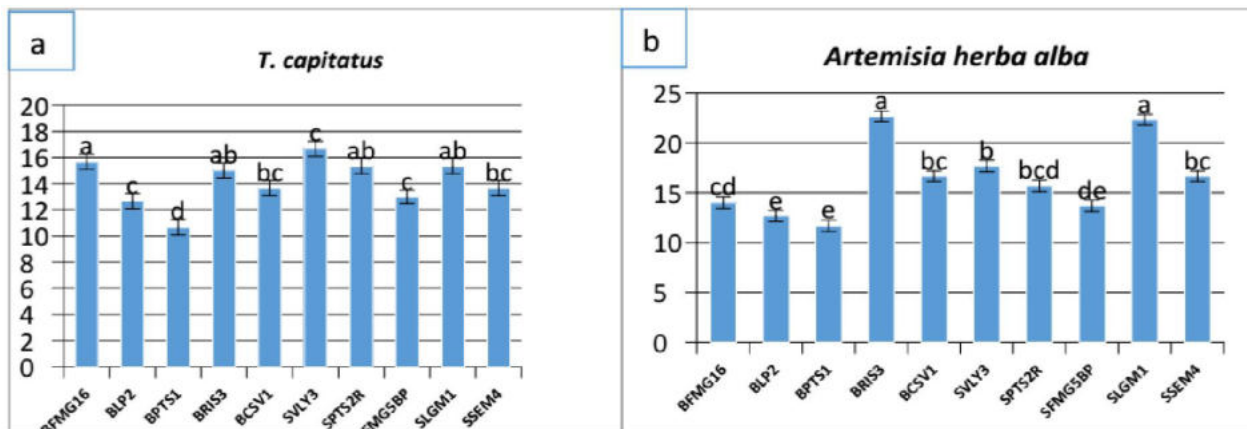 a
T. capitatus
20
18
16
14
12
10
8
6
4
2
0
a
c
d
ab
bc
c
ab
c
ab
bc
BFMG16
BLP2
BPTS1
BRIS3
BCSV1
SVLY3
SPTS2R
SFMG5BP
SLGM1
SSEM4
b
Artemisia herba alba
25
20
15
10
5
0
cd
e
e
a
bc
b
bcd
de
a
bc
BFMG16
BLP2
BPTS1
BRIS3
BCSV1
SVLY3
SPTS2R
SFMG5BP
SLGM1
SSEM4